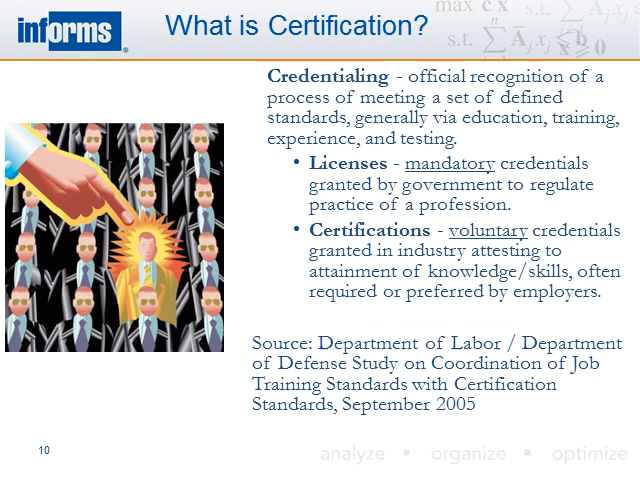 informs®
What is Certification?
max c x s.t. ∑ A j x j ≤
s.t. n ∑ A̅ j x j ≤ b
x ≥ 0
Credentialing - official recognition of a
process of meeting a set of defined
standards, generally via education, training,
experience, and testing.
• Licenses - mandatory credentials
granted by government to regulate
practice of a profession.
• Certifications - voluntary credentials
granted in industry attesting to
attainment of knowledge/skills, often
required or preferred by employers.
Source: Department of Labor / Department
of Defense Study on Coordination of Job
Training Standards with Certification
Standards, September 2005
10
analyze ▪ organize ▪ optimize